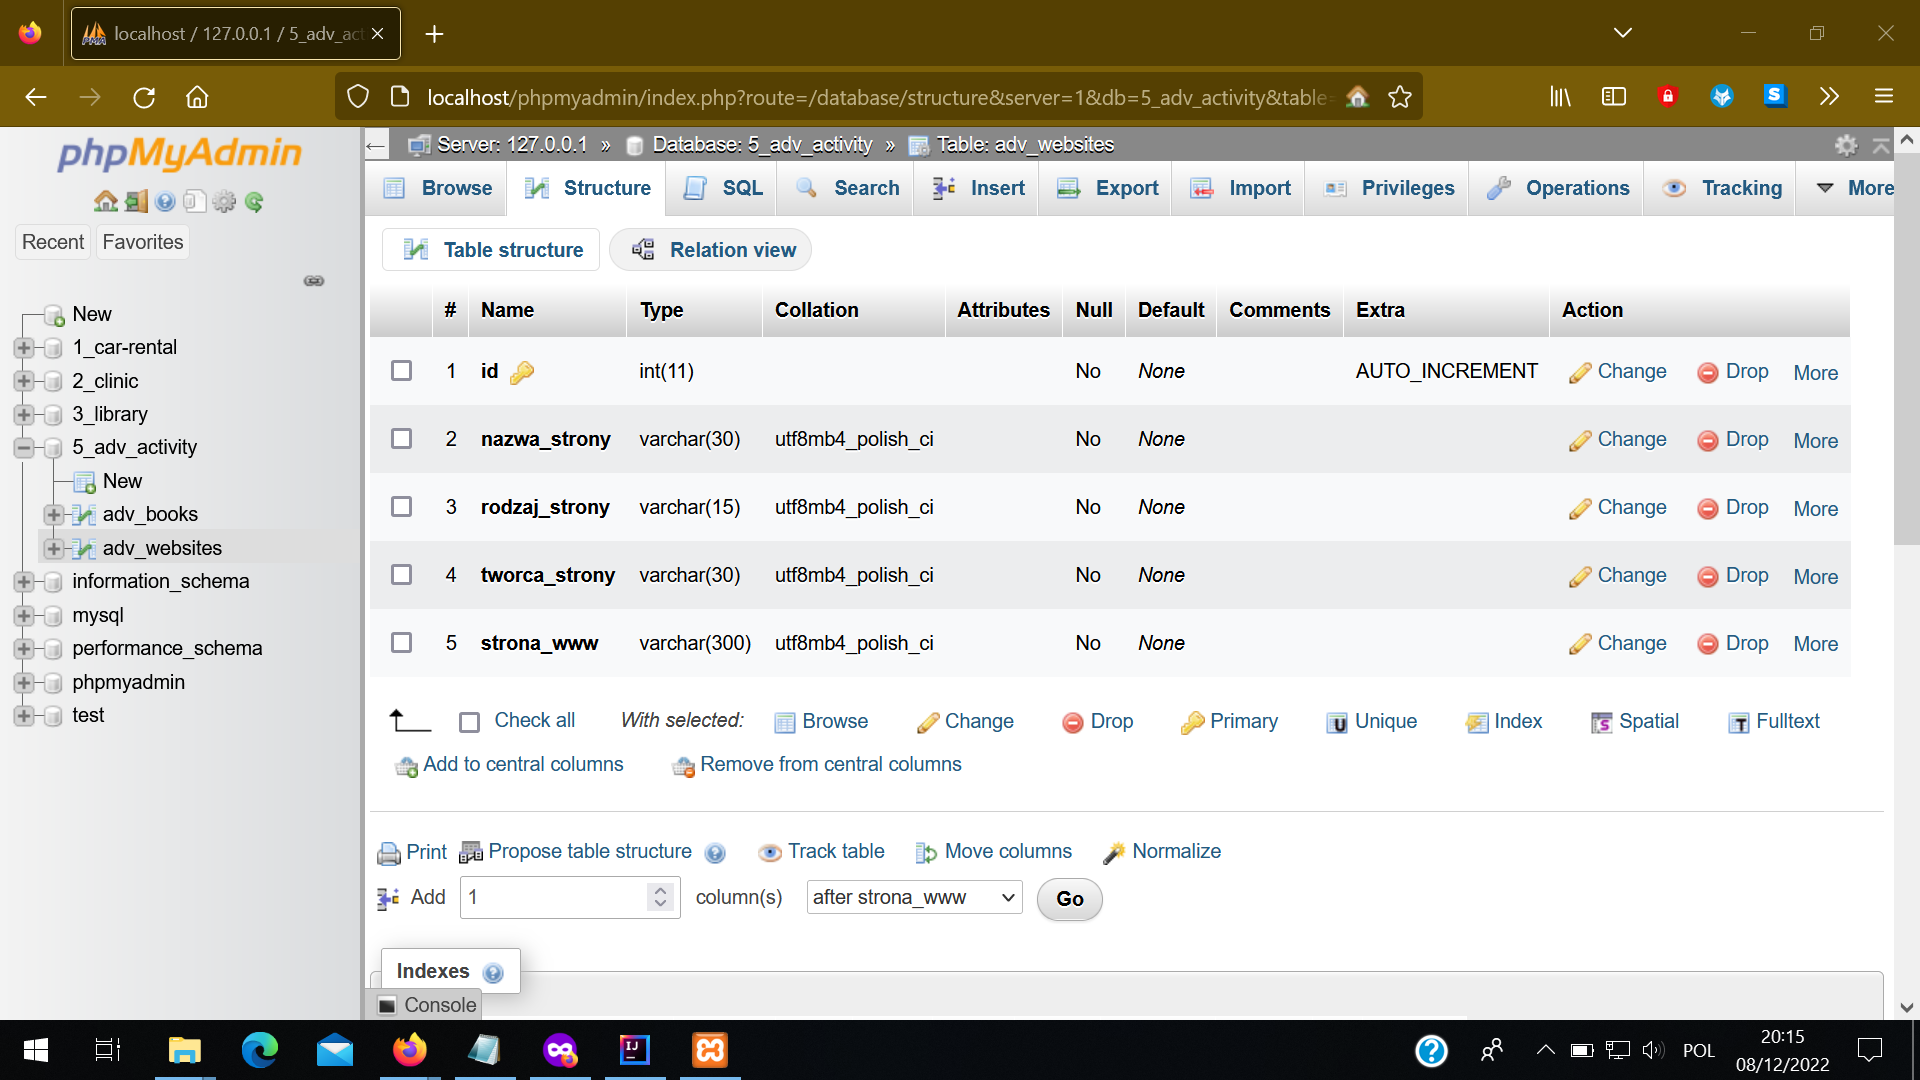 localhost / 127.0.0.1 / 5_adv_act
localhost/phpmyadmin/index.php?route=/database/structure&server=1&db=5_adv_activity&table=
phpMyAdmin
Recent Favorites
New
1_car-rental
2_clinic
3_library
5_adv_activity
New
adv_books
adv_websites
information_schema
mysql
performance_schema
phpmyadmin
test
Server: 127.0.0.1 » Database: 5_adv_activity » Table: adv_websites
Browse Structure SQL Search Insert Export Import Privileges Operations Tracking More
Table structure Relation view
# Name Type Collation Attributes Null Default Comments Extra Action
1 id int(11) No None AUTO_INCREMENT Change Drop More
2 nazwa_strony varchar(30) utf8mb4_polish_ci No None Change Drop More
3 rodzaj_strony varchar(15) utf8mb4_polish_ci No None Change Drop More
4 tworca_strony varchar(30) utf8mb4_polish_ci No None Change Drop More
5 strona_www varchar(300) utf8mb4_polish_ci No None Change Drop More
Check all With selected: Browse Change Drop Primary Unique Index Spatial Fulltext
Add to central columns Remove from central columns
Print Propose table structure Track table Move columns Normalize
Add 1 column(s) after strona_www Go
Indexes
Console
POL
20:15
08/12/2022